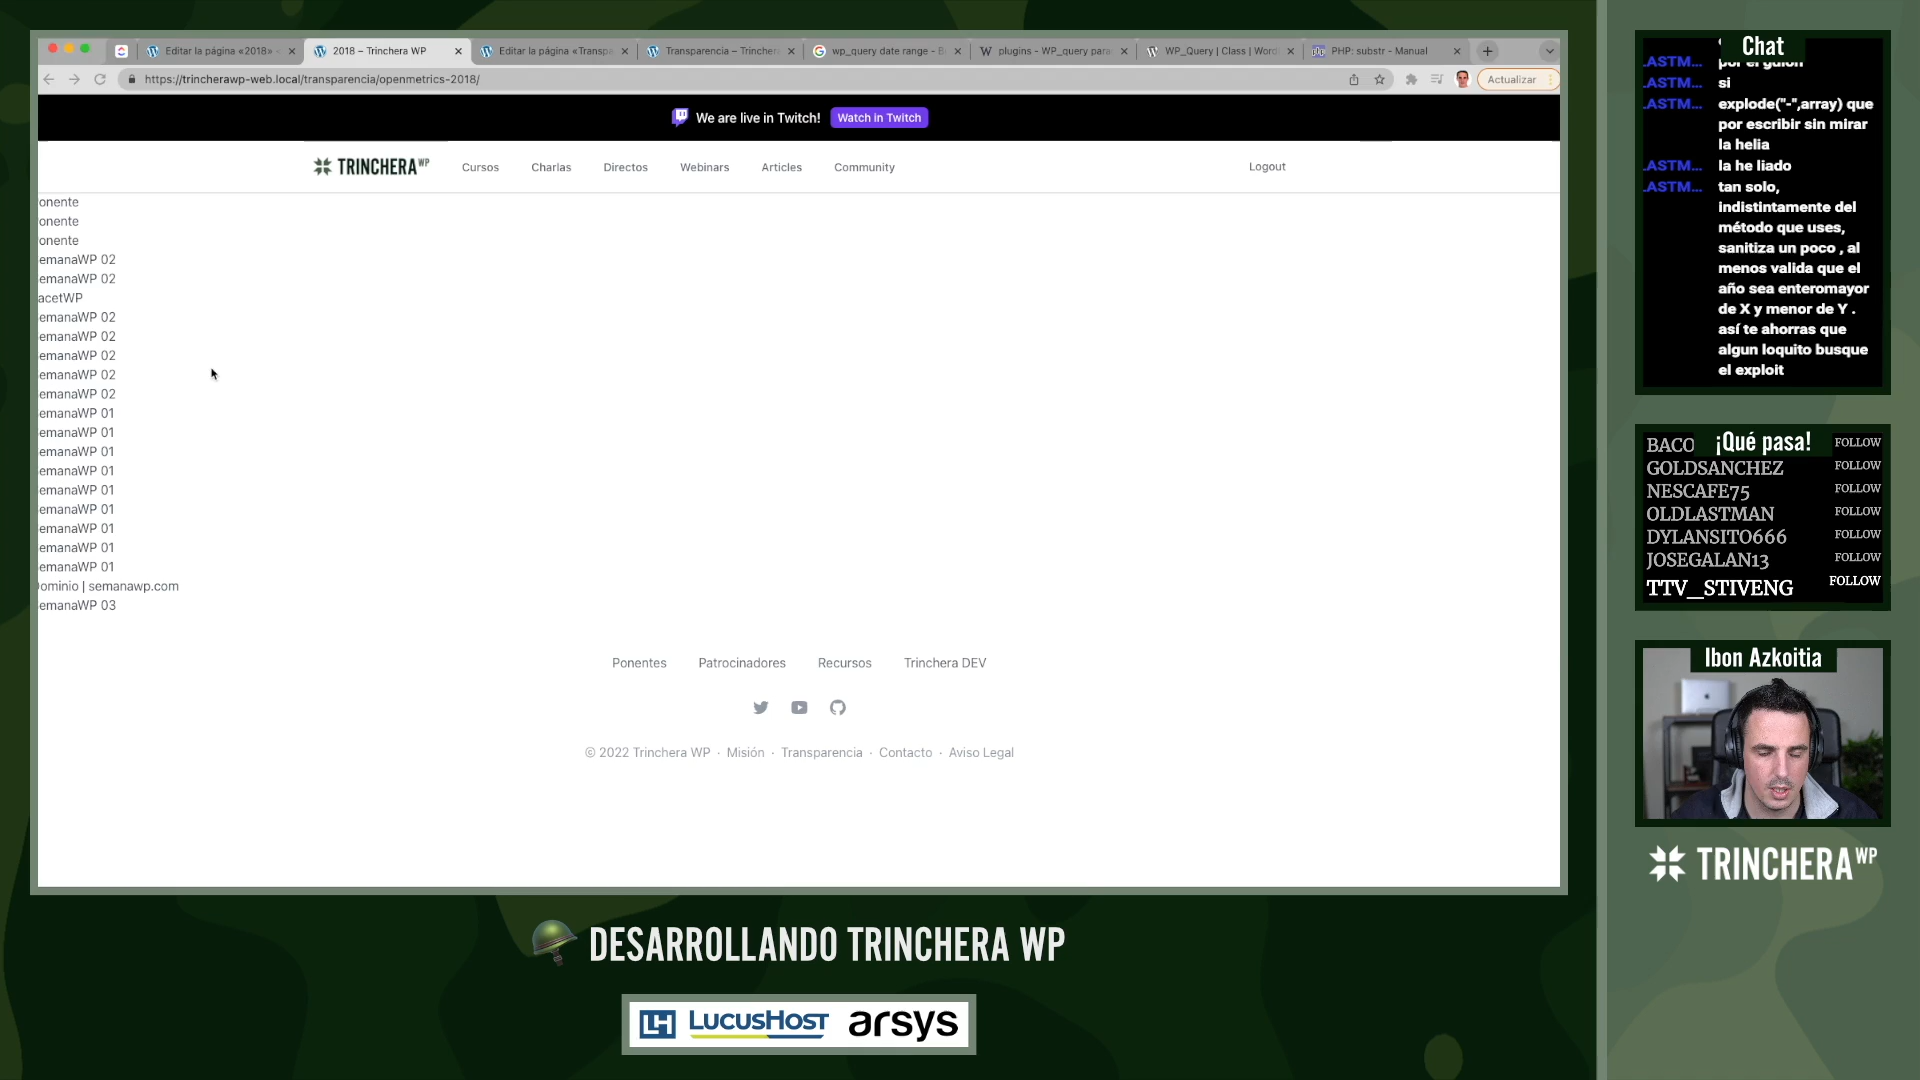 Editar la página «2018»
2018 – Trinchera WP
Editar la página «Transpa
Transparencia – Trincher
wp_query date range - B
plugins - WP_query para
WP_Query | Class | Word
PHP: substr - Manual
https://trincherawp-web.local/transparencia/openmetrics-2018/
Actualizar
We are live in Twitch!
Watch in Twitch
TRINCHERA WP
Cursos
Charlas
Directos
Webinars
Articles
Community
Logout
onente
onente
onente
emanaWP 02
emanaWP 02
acetWP
emanaWP 02
emanaWP 02
emanaWP 02
emanaWP 02
emanaWP 02
emanaWP 01
emanaWP 01
emanaWP 01
emanaWP 01
emanaWP 01
emanaWP 01
emanaWP 01
emanaWP 01
emanaWP 01
ominio | semanawp.com
emanaWP 03
Ponentes
Patrocinadores
Recursos
Trinchera DEV
© 2022 Trinchera WP · Misión · Transparencia · Contacto · Aviso Legal
DESARROLLANDO TRINCHERA WP
LH LUCUSHOST arsys
Chat
LASTM... por el guion
LASTM... si
LASTM... explode("-",array) que
por escribir sin mirar
la helia
LASTM... la he liado
LASTM... tan solo,
indistintamente del
método que uses,
sanitiza un poco , al
menos valida que el
año sea enteromayor
de X y menor de Y .
así te ahorras que
algun loquito busque
el exploit
¡Qué pasa!
BACO FOLLOW
GOLDSANCHEZ FOLLOW
NESCAFE75 FOLLOW
OLDLASTMAN FOLLOW
DYLANSITO666 FOLLOW
JOSEGALAN13 FOLLOW
TTV_STIVENG FOLLOW
Ibon Azkoitia
TRINCHERA WP